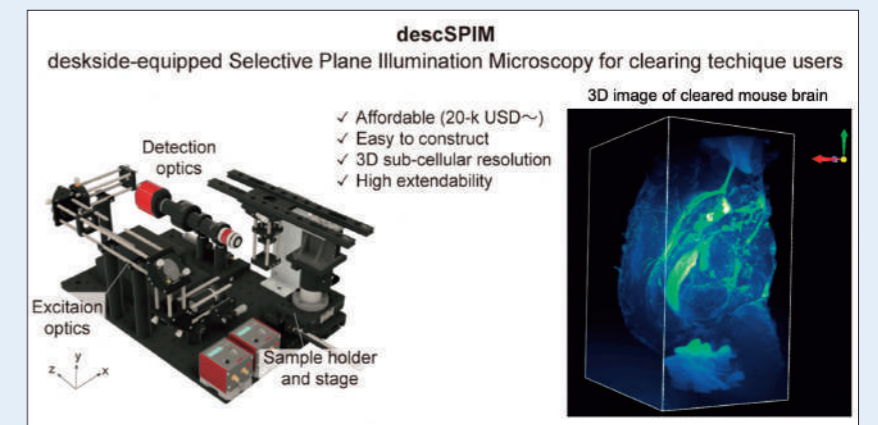 descSPIM
deskside-equipped Selective Plane Illumination Microscopy for clearing techique users
3D image of cleared mouse brain
✓ Affordable (20-k USD～)
✓ Easy to construct
✓ 3D sub-cellular resolution
✓ High extendability
Detection
optics
Excitaion
optics
Sample holder
and stage
z
y
x